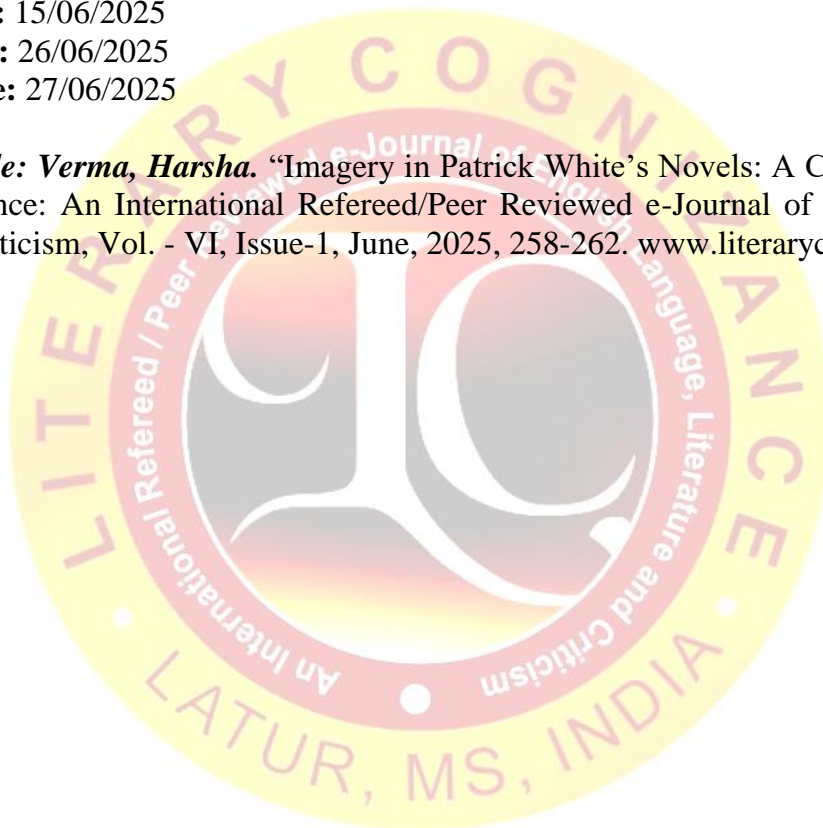 : 15/06/2025
: 26/06/2025
e: 27/06/2025
le: Verma, Harsha. “Imagery in Patrick White’s Novels: A C
nce: An International Refereed/Peer Reviewed e-Journal of
ticism, Vol. - VI, Issue-1, June, 2025, 258-262. www.literaryc
LITERARY COGNIZANCE
An International Refereed / Peer Reviewed e-Journal of English Language, Literature and Criticism
LATUR, MS, INDIA